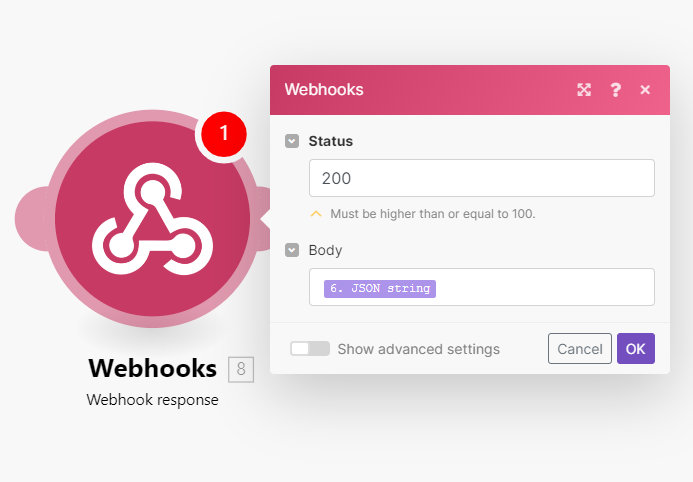 1
Webhooks
Status
200
Must be higher than or equal to 100.
Body
6. JSON string
Show advanced settings
Cancel
OK
Webhooks 8
Webhook response